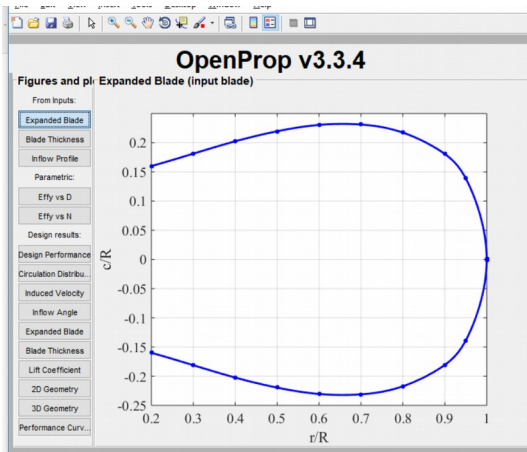 OpenProp v3.3.4
Figures and pl
Expanded Blade (input blade)
From Inputs:
Expanded Blade
Blade Thickness
Inflow Profile
Parametric:
Effy vs D
Effy vs N
Design results:
Design Performance
Circulation Distribu...
Induced Velocity
Inflow Angle
Expanded Blade
Blade Thickness
Lift Coefficient
2D Geometry
3D Geometry
Performance Curv...
c/R
0.2
0.15
0.1
0.05
0
-0.05
-0.1
-0.15
-0.2
-0.25
0.2 0.3 0.4 0.5 0.6 0.7 0.8 0.9 1
r/R